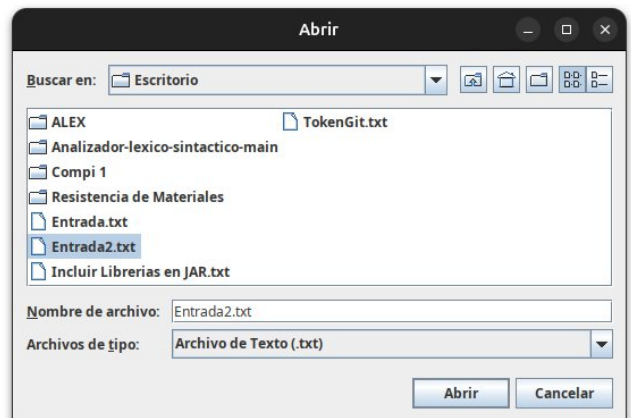 Abrir
Buscar en: Escritorio
ALEX
Analizador-lexico-sintactico-main
Compi 1
Resistencia de Materiales
Entrada.txt
Entrada2.txt
Incluir Librerias en JAR.txt
TokenGit.txt
Nombre de archivo: Entrada2.txt
Archivos de tipo: Archivo de Texto (.txt)
Abrir Cancelar